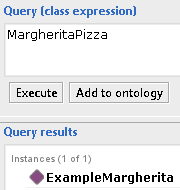 Query (class expression)
MargheritaPizza
Execute
Add to ontology
Query results
Instances (1 of 1)
ExampleMargherita